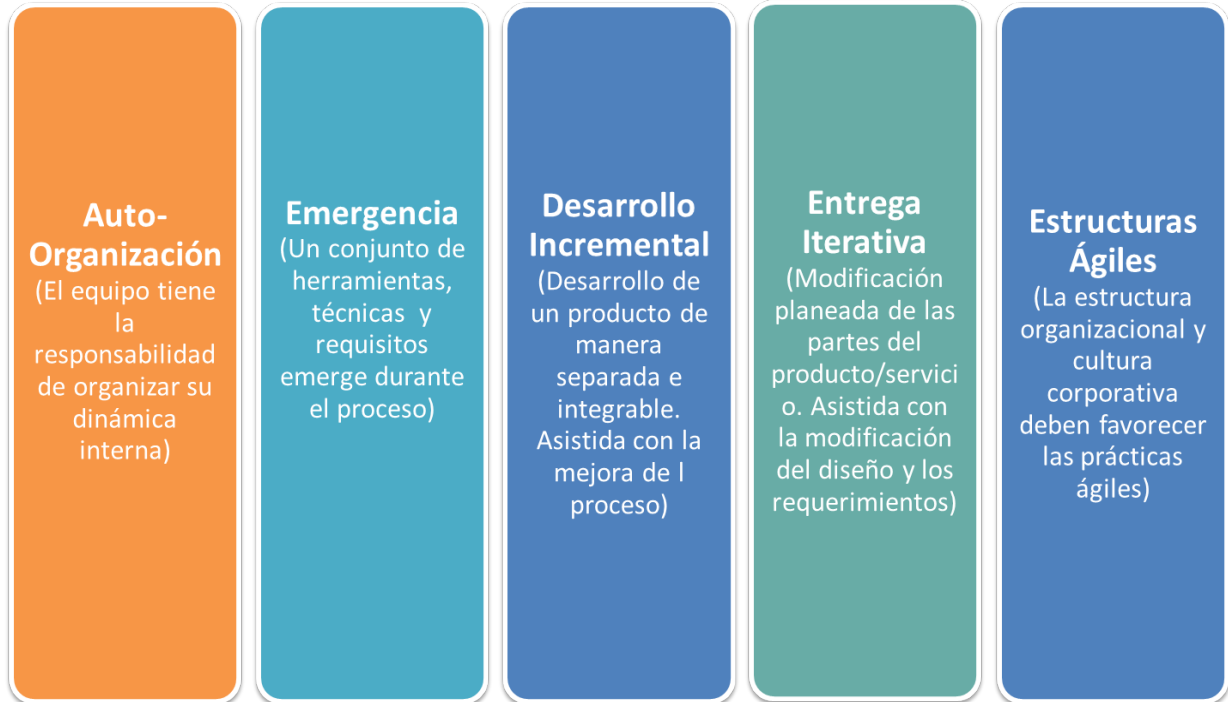 Auto-
Organización
(El equipo tiene
la
responsabilidad
de organizar su
dinámica
interna)
Emergencia
(Un conjunto de
herramientas,
técnicas  y
requisitos
emerge durante
el proceso)
Desarrollo
Incremental
(Desarrollo de
un producto de
manera
separada e
integrable.
Asistida con la
mejora de l
proceso)
Entrega
Iterativa
(Modificación
planeada de las
partes del
producto/servici
o. Asistida con
la modificación
del diseño y los
requerimientos)
Estructuras
Ágiles
(La estructura
organizacional y
cultura
corporativa
deben favorecer
las prácticas
ágiles)